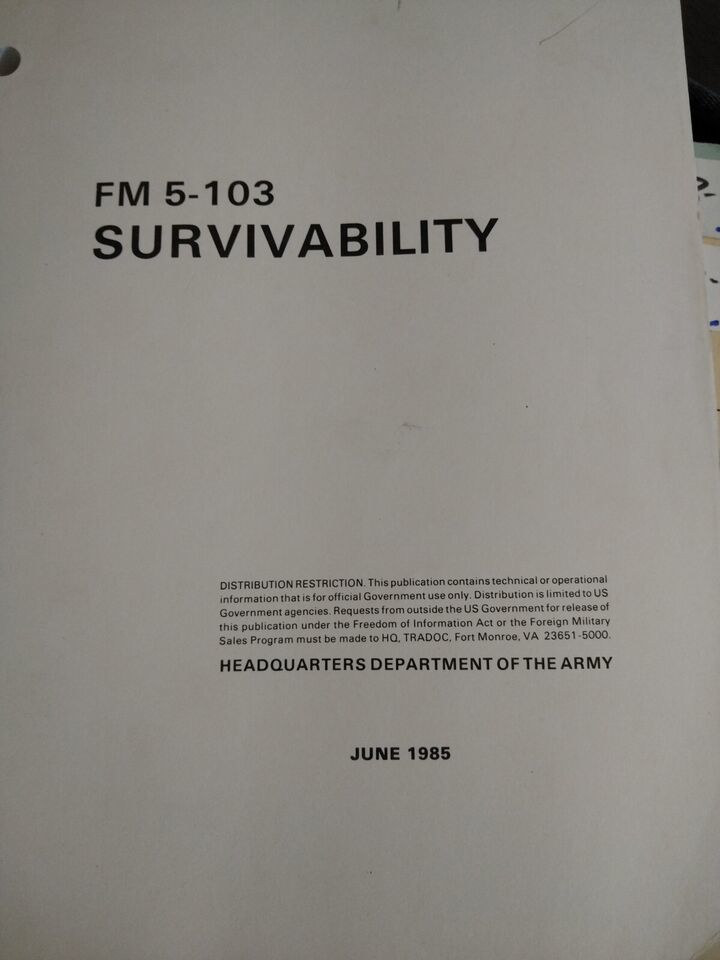 FM 5-103
SURVIVABILITY
DISTRIBUTION RESTRICTION. This publication contains technical or operational
information that is for official Government use only. Distribution is limited to US
Government agencies. Requests from outside the US Government for release of
this publication under the Freedom of Information Act or the Foreign Military
Sales Program must be made to HQ, TRADOC, Fort Monroe, VA 23651-5000.
HEADQUARTERS DEPARTMENT OF THE ARMY
JUNE 1985